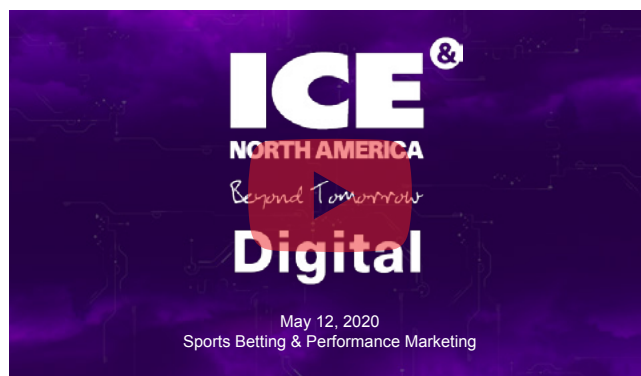 ICE &
NORTH AMERICA
Beyond Tomorrow
Digital
May 12, 2020
Sports Betting & Performance Marketing